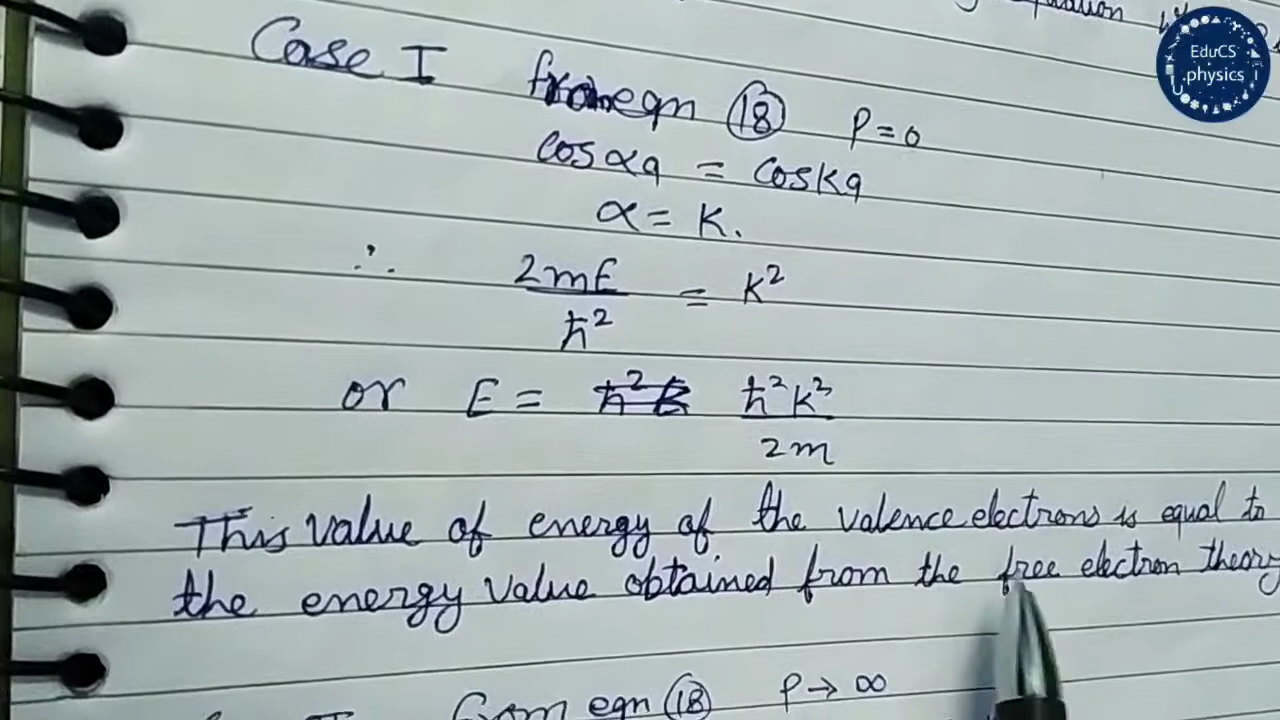 equation
EduCS
physics
Case I from eqn (18) P = 0
cos αa = cos Ka
α = K.
∴ 2mE / ħ² = K²
or E = ħ²K² / 2m
This value of energy of the valence electrons is equal to
the energy value obtained from the free electron theory
From eqn (18) P → ∞